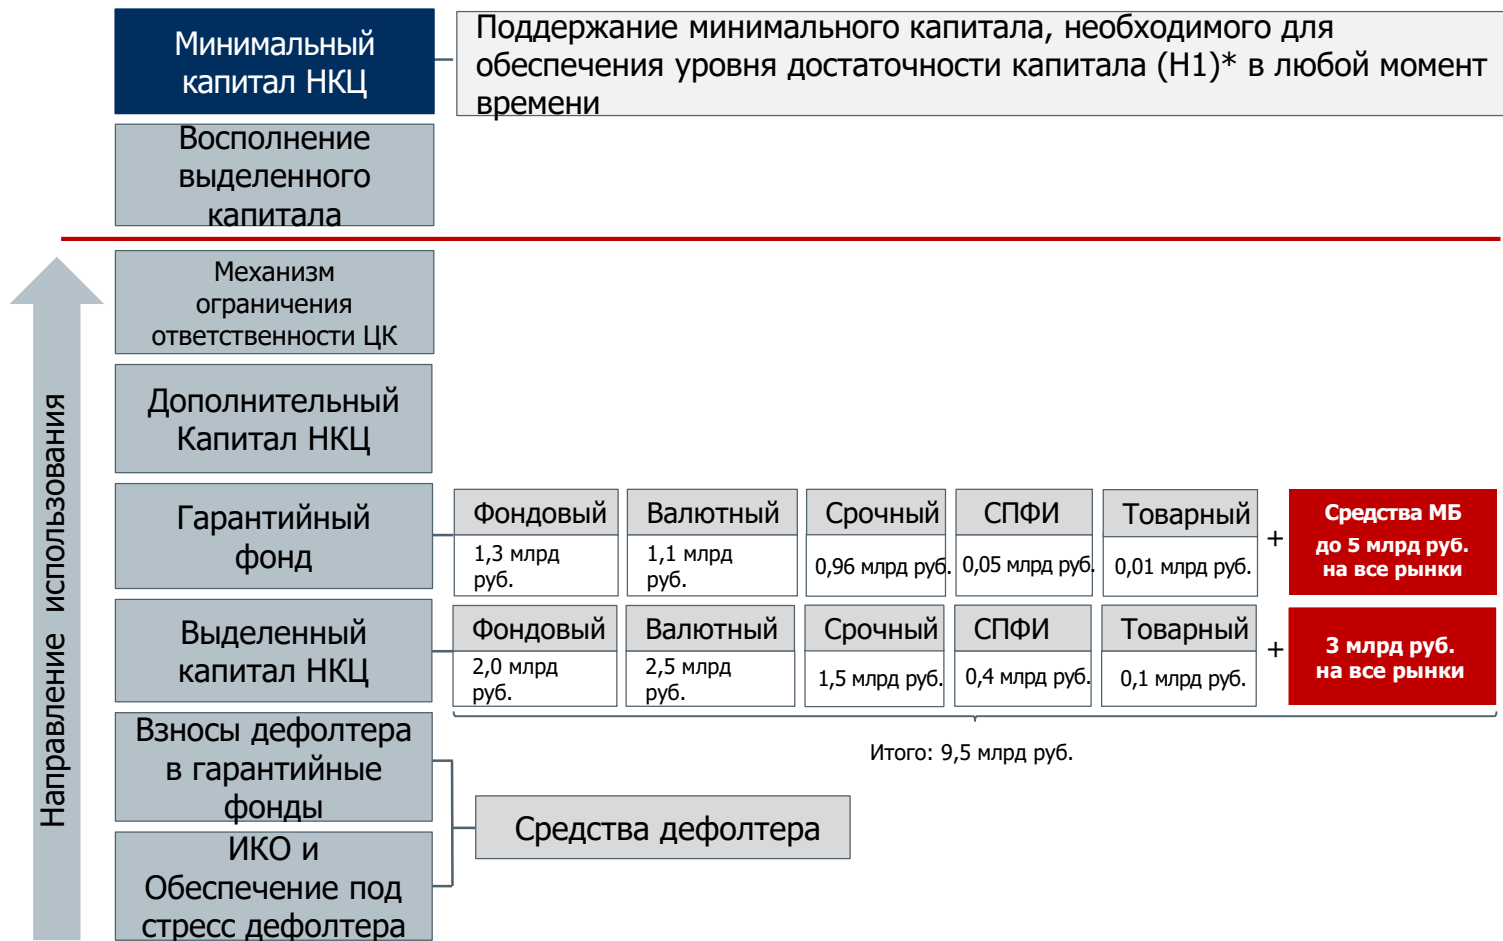 Минимальный
капитал НКЦ
Поддержание минимального капитала, необходимого для
обеспечения уровня достаточности капитала (Н1)* в любой момент
времени
Восполнение
выделенного
капитала
Механизм
ограничения
ответственности ЦК
Дополнительный
Капитал НКЦ
Гарантийный
фонд
Фондовый
1,3 млрд
руб.
Валютный
1,1 млрд
руб.
Срочный
0,96 млрд руб.
СПФИ
0,05 млрд руб.
Товарный
0,01 млрд руб.
+
Средства МБ
до 5 млрд руб.
на все рынки
Выделенный
капитал НКЦ
Фондовый
2,0 млрд
руб.
Валютный
2,5 млрд
руб.
Срочный
1,5 млрд руб.
СПФИ
0,4 млрд руб.
Товарный
0,1 млрд руб.
+
3 млрд руб.
на все рынки
Итого: 9,5 млрд руб.
Взносы дефолтера
в гарантийные
фонды
Средства дефолтера
ИКО и
Обеспечение под
стресс дефолтера
Направление использования